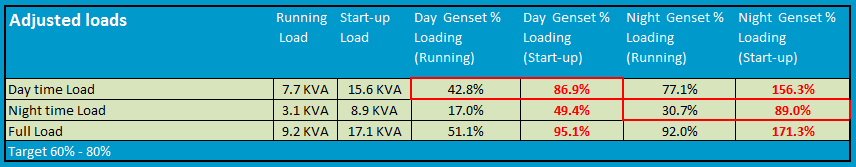 Adjusted loads Running Load Start-up Load Day Genset % Loading (Running) Day Genset % Loading (Start-up) Night Genset % Loading (Running) Night Genset % Loading (Start-up)
Day time Load 7.7 KVA 15.6 KVA 42.8% 86.9% 77.1% 156.3%
Night time Load 3.1 KVA 8.9 KVA 17.0% 49.4% 30.7% 89.0%
Full Load 9.2 KVA 17.1 KVA 51.1% 95.1% 92.0% 171.3%
Target 60% - 80%